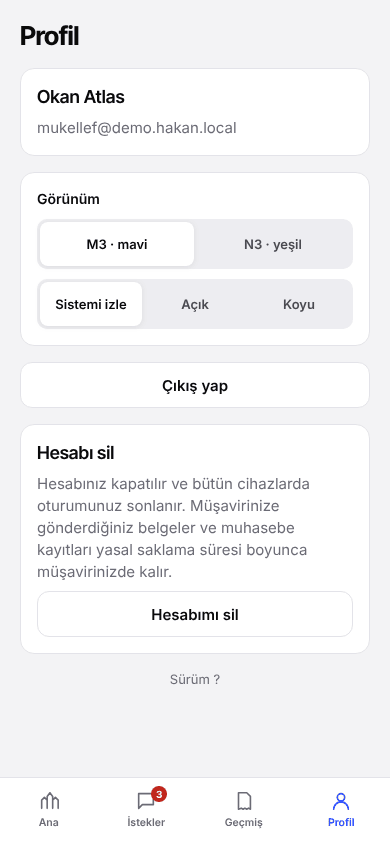 Profil
Okan Atlas
mukellef@demo.hakan.local
Görünüm
M3 · mavi
N3 · yeşil
Sistemi izle
Açık
Koyu
Çıkış yap
Hesabı sil
Hesabınız kapatılır ve bütün cihazlarda
oturumunuz sonlanır. Müşavirinize
gönderdiğiniz belgeler ve muhasebe
kayıtları yasal saklama süresi boyunca
müşavirinizde kalır.
Hesabımı sil
Sürüm ?
3
Ana
İstekler
Geçmiş
Profil